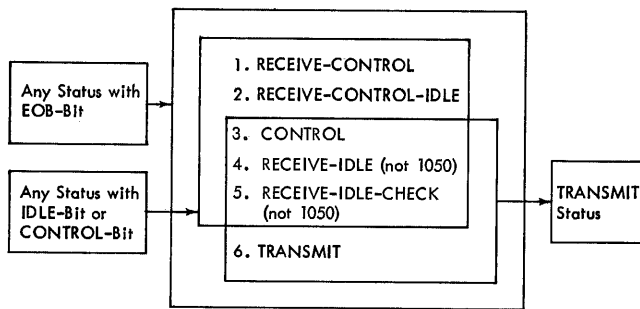 Any Status with
EOB-Bit
Any Status with
IDLE-Bit or
CONTROL-Bit
1. RECEIVE-CONTROL
2. RECEIVE-CONTROL-IDLE
3. CONTROL
4. RECEIVE-IDLE (not 1050)
5. RECEIVE-IDLE-CHECK
(not 1050)
6. TRANSMIT
TRANSMIT
Status